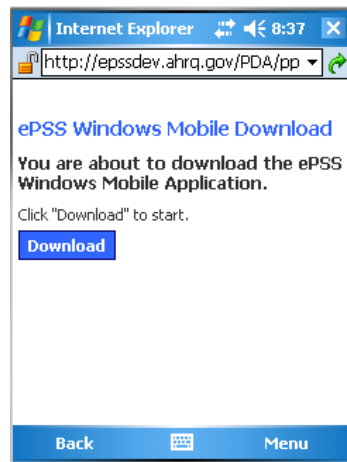 Internet Explorer 8:37
http://epssdev.ahrq.gov/PDA/pp
ePSS Windows Mobile Download
You are about to download the ePSS
Windows Mobile Application.
Click "Download" to start.
Download
Back Menu